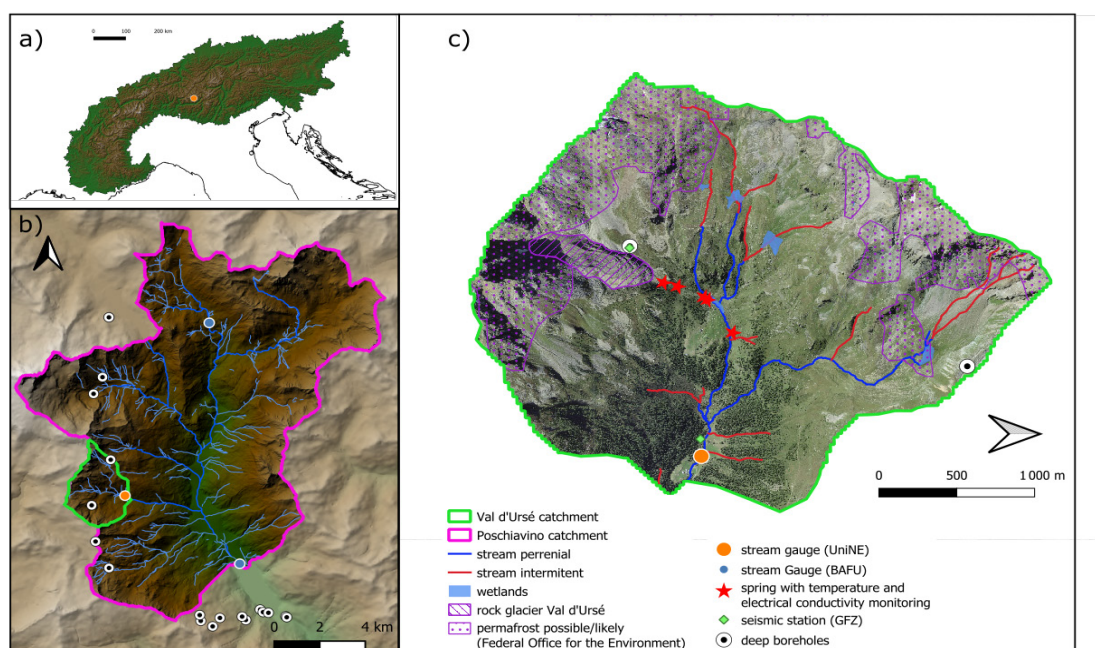 a)
0 100 200 km
b)
0 2 4 km
c)
0 500 1 000 m
Val d'Ursé catchment
Poschiavino catchment
stream perrenial
stream intermitent
wetlands
rock glacier Val d'Ursé
permafrost possible/likely
(Federal Office for the Environment)
stream gauge (UniNE)
stream Gauge (BAFU)
spring with temperature and
electrical conductivity monitoring
seismic station (GFZ)
deep boreholes